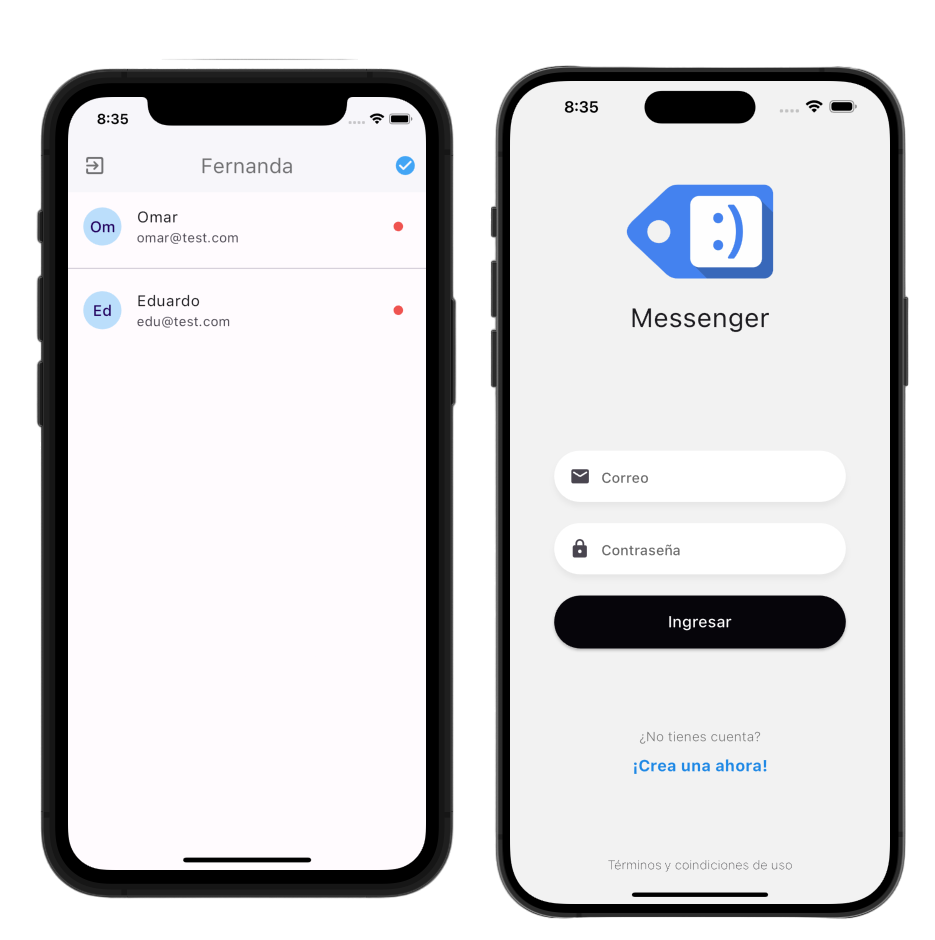 8:35
Fernanda
Om
Omar
omar@test.com
Ed
Eduardo
edu@test.com
8:35
:)
Messenger
Correo
Contraseña
Ingresar
¿No tienes cuenta?
¡Crea una ahora!
Términos y coindiciones de uso